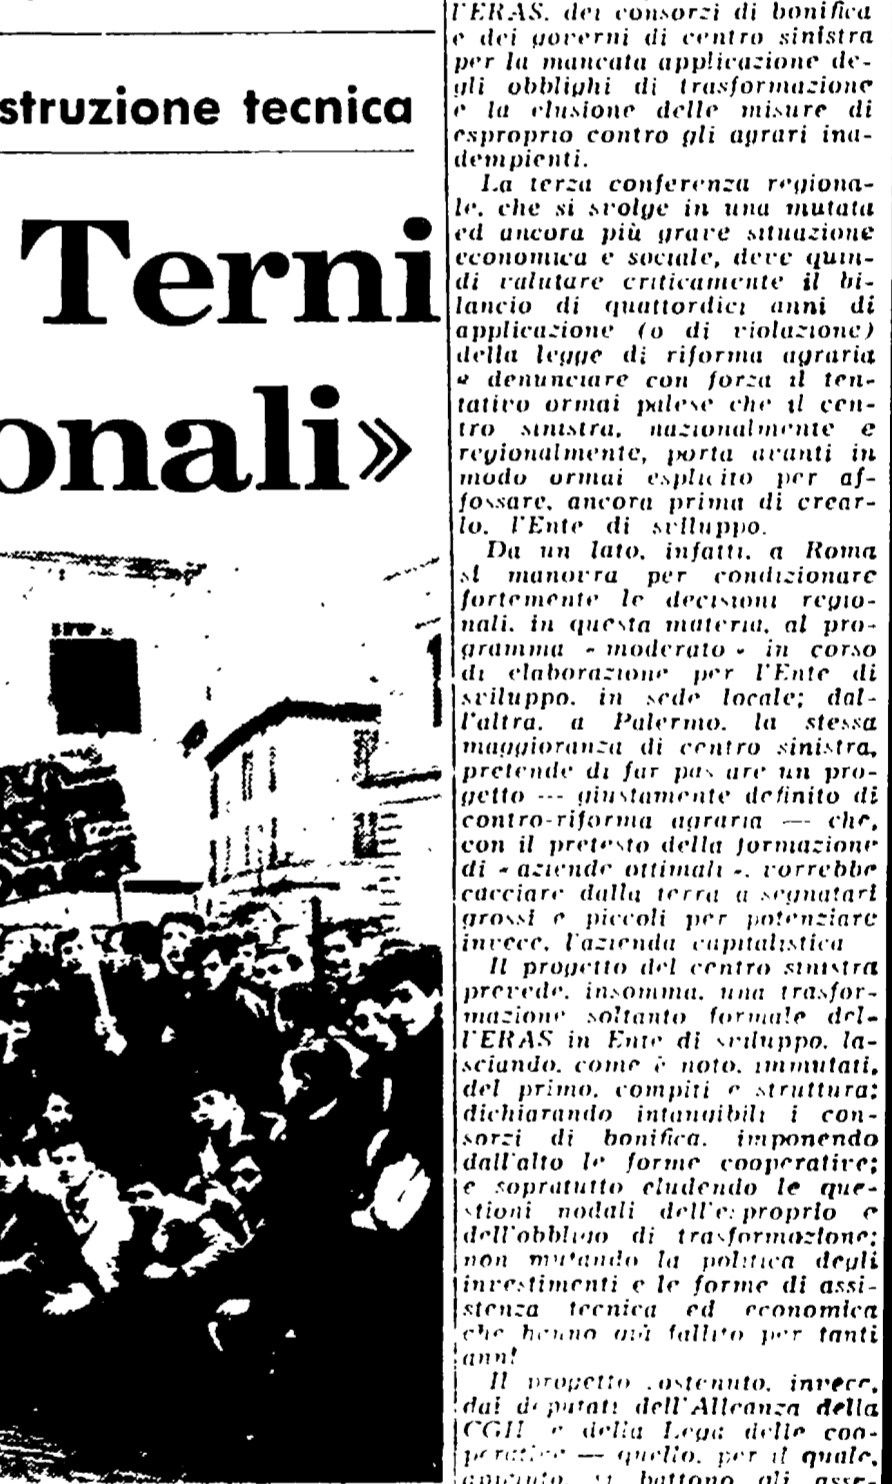 struzione tecnica
Terni
onali»
l'ERAS, dei consorzi di bonifica
e dei governi di centro sinistra
per la mancata applicazione de-
gli obblighi di trasformazione
e la elusione delle misure di
esproprio contro gli agrari ina-
dempienti.
La terza conferenza regiona-
le, che si svolge in una mutata
ed ancora più grave situazione
economica e sociale, deve quin-
di valutare criticamente il bi-
lancio di quattordici anni di
applicazione (o di violazione)
della legge di riforma agraria
e denunciare con forza il ten-
tativo ormai palese che il cen-
tro sinistra, nazionalmente e
regionalmente, porta avanti in
modo ormai esplicito per af-
fossare, ancora prima di crear-
lo, l'Ente di sviluppo.
Da un lato, infatti, a Roma
si manovra per condizionare
fortemente le decisioni regio-
nali, in questa materia, al pro-
gramma « moderato » in corso
di elaborazione per l'Ente di
sviluppo, in sede locale; dal-
l'altra, a Palermo, la stessa
maggioranza di centro sinistra,
pretende di far pas are un pro-
getto — giustamente definito di
contro-riforma agraria — che,
con il pretesto della formazione
di « aziende ottimali », vorrebbe
cacciare dalla terra a segnatari
grossi e piccoli per potenziare
invece, l'azienda capitalistica
Il progetto del centro sinistra
prevede, insomma, una trasfor-
mazione soltanto formale del-
l'ERAS in Ente di sviluppo, la-
sciando, come è noto, immutati,
del primo, compiti e struttura;
dichiarando intangibili i con-
sorzi di bonifica, imponendo
dall'alto le forme cooperative;
e sopratutto eludendo le que-
stioni nodali dell'esproprio e
dell'obbligo di trasformazione;
non mutando la politica degli
investimenti e le forme di assi-
stenza tecnica ed economica
che hanno già fallito per tanti
anni!
Il progetto sostenuto, invece,
dai deputati dell'Alleanza della
CGIL e della Lega delle coo-
perative — quello, per il quale,
si battono gli asse-